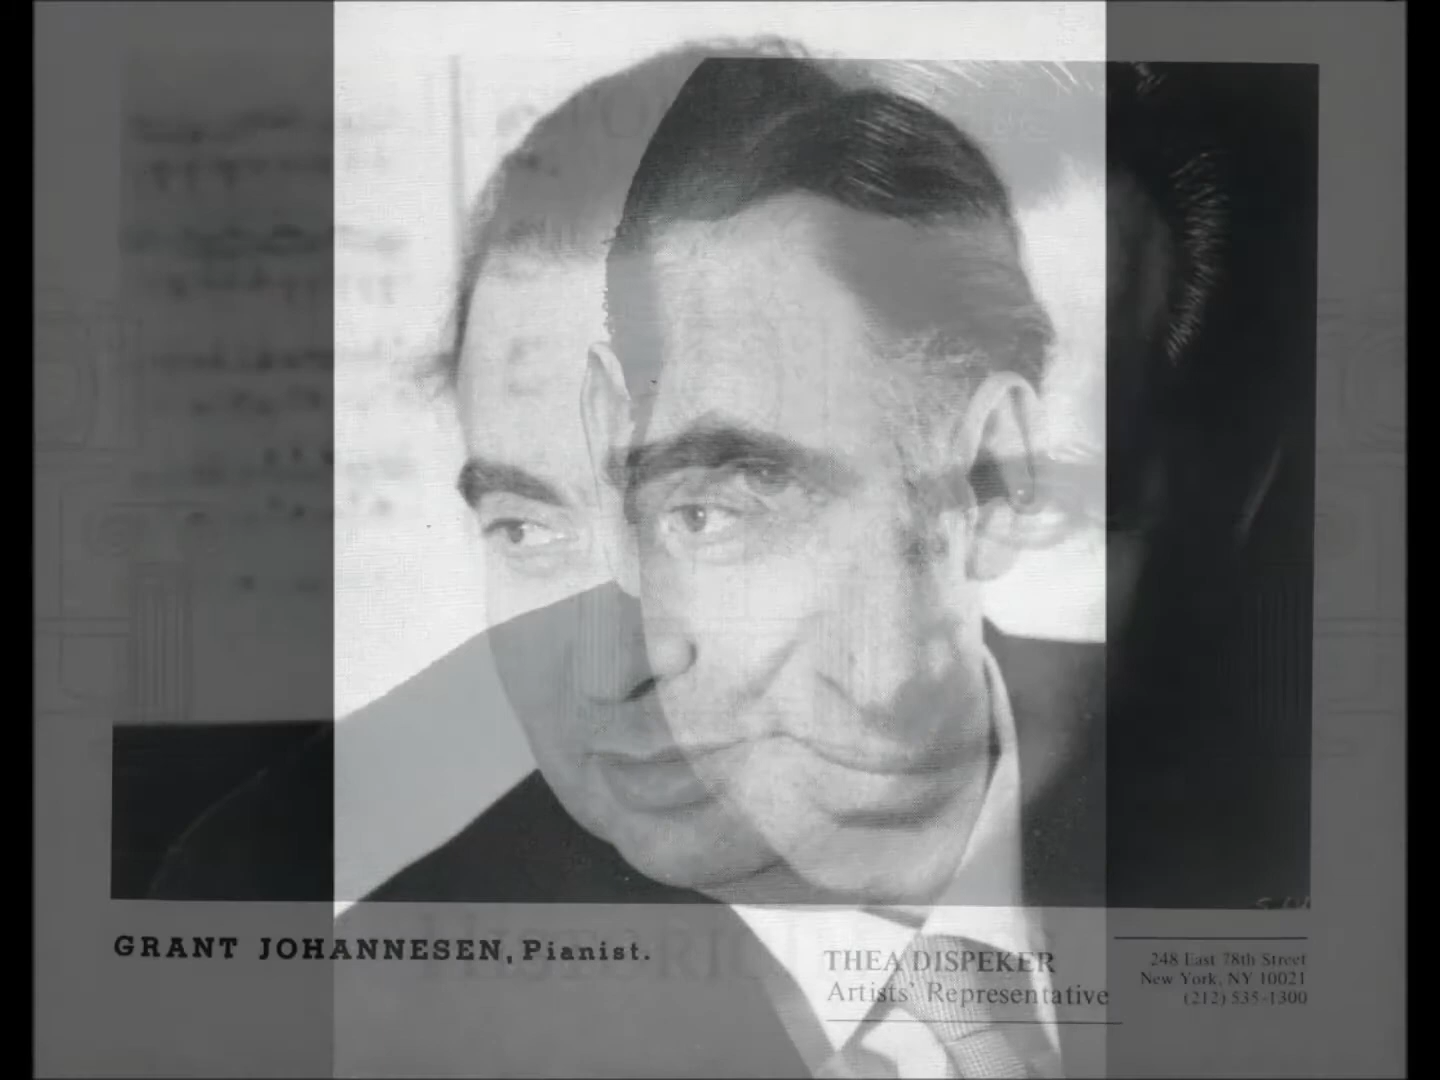 GRANT JOHANNESEN, Pianist.
THEA DISPEKER
Artists' Representative
248 East 78th Street
New York, NY 10021
(212) 535-1300